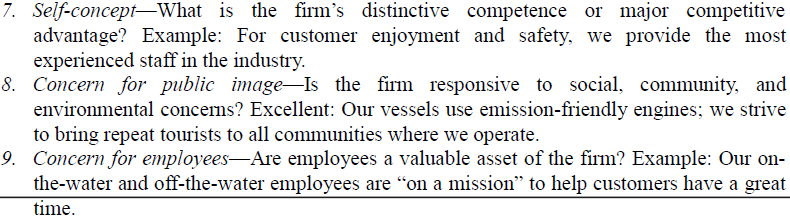 7. Self-concept—What is the firm’s distinctive competence or major competitive
advantage? Example: For customer enjoyment and safety, we provide the most
experienced staff in the industry.
8. Concern for public image—Is the firm responsive to social, community, and
environmental concerns? Excellent: Our vessels use emission-friendly engines; we strive
to bring repeat tourists to all communities where we operate.
9. Concern for employees—Are employees a valuable asset of the firm? Example: Our on-
the-water and off-the-water employees are “on a mission” to help customers have a great
time.